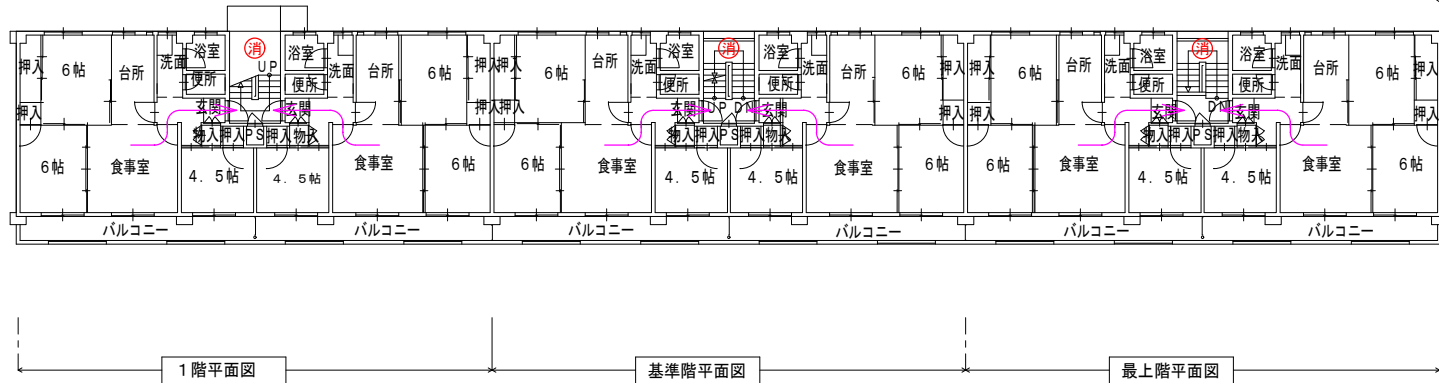 浴室 消 浴室 浴室 消 浴室 浴室 消 浴室
押入 6帖 台所 洗面 UP 洗面 6帖 押入 押入 6帖 台所 洗面 洗面 台所 6帖 押入 押入 6帖 台所 洗面 洗面 台所 6帖 押入
台所
便所 便所 便所 便所 便所 便所
押入 玄関 玄関 押入 押入 玄関 UP DN 玄関 押入 押入 玄関 DN 玄関 押入
物入 押入 PS 押入 物入 物入 押入 PS 押入 物入 物入 押入 PS 押入 物入
6帖 食事室 4.5帖 4.5帖 食事室 6帖 6帖 食事室 4.5帖 4.5帖 食事室 6帖 6帖 食事室 4.5帖 4.5帖 食事室 6帖
バルコニー バルコニー バルコニー バルコニー バルコニー バルコニー
1階平面図 基準階平面図 最上階平面図